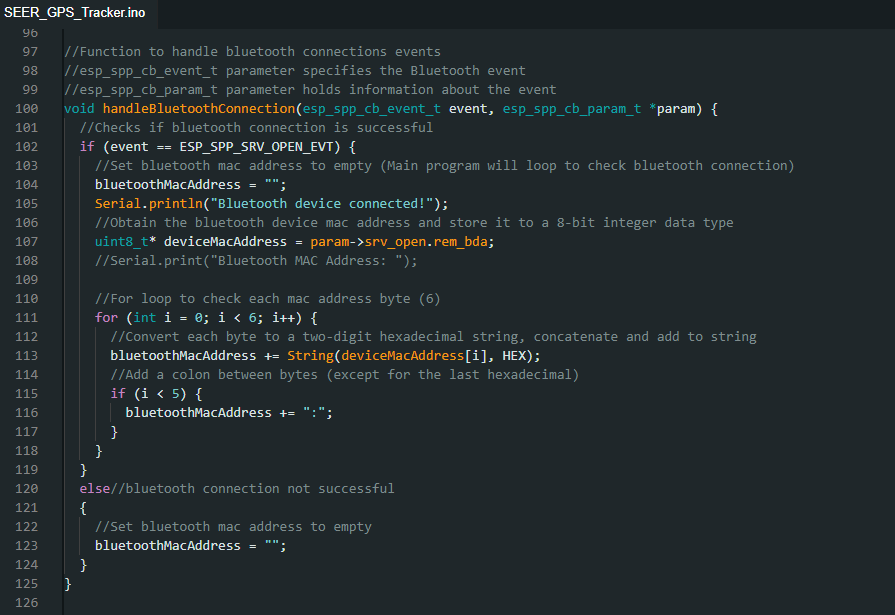 SEER_GPS_Tracker.ino
96
97 //Function to handle bluetooth connections events
98 //esp_spp_cb_event_t parameter specifies the Bluetooth event
99 //esp_spp_cb_param_t parameter holds information about the event
100 void handleBluetoothConnection(esp_spp_cb_event_t event, esp_spp_cb_param_t *param) {
101 //Checks if bluetooth connection is successful
102 if (event == ESP_SPP_SRV_OPEN_EVT) {
103 //Set bluetooth mac address to empty (Main program will loop to check bluetooth connection)
104 bluetoothMacAddress = "";
105 Serial.println("Bluetooth device connected!");
106 //Obtain the bluetooth device mac address and store it to a 8-bit integer data type
107 uint8_t* deviceMacAddress = param->srv_open.rem_bda;
108 //Serial.print("Bluetooth MAC Address: ");
109
110 //For loop to check each mac address byte (6)
111 for (int i = 0; i < 6; i++) {
112 //Convert each byte to a two-digit hexadecimal string, concatenate and add to string
113 bluetoothMacAddress += String(deviceMacAddress[i], HEX);
114 //Add a colon between bytes (except for the last hexadecimal)
115 if (i < 5) {
116 bluetoothMacAddress += ":";
117 }
118 }
119 }
120 else//bluetooth connection not successful
121 {
122 //Set bluetooth mac address to empty
123 bluetoothMacAddress = "";
124 }
125 }
126